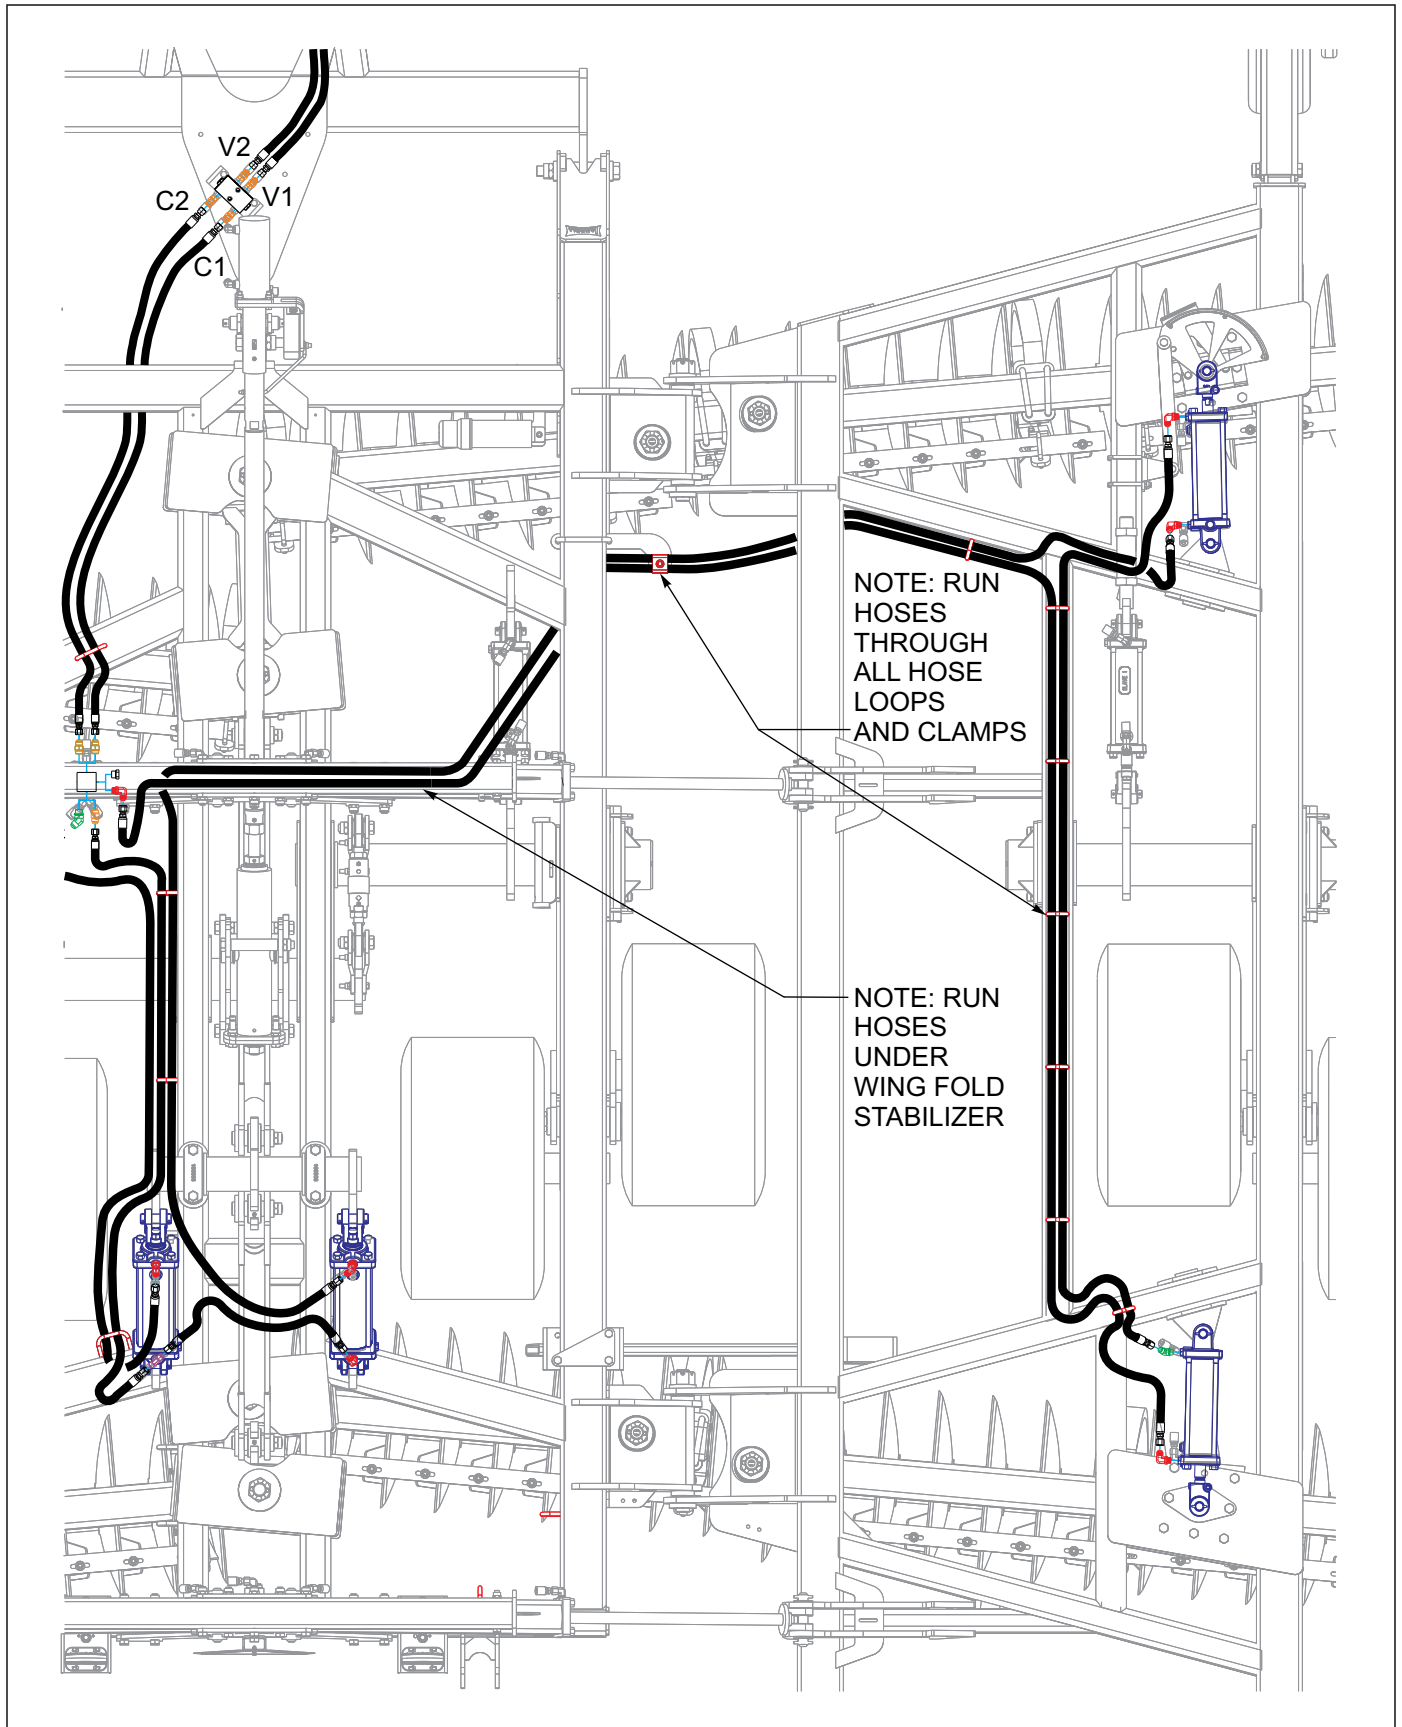 V2
V1
C2
C1
NOTE: RUN
HOSES
THROUGH
ALL HOSE
LOOPS
AND CLAMPS
NOTE: RUN
HOSES
UNDER
WING FOLD
STABILIZER